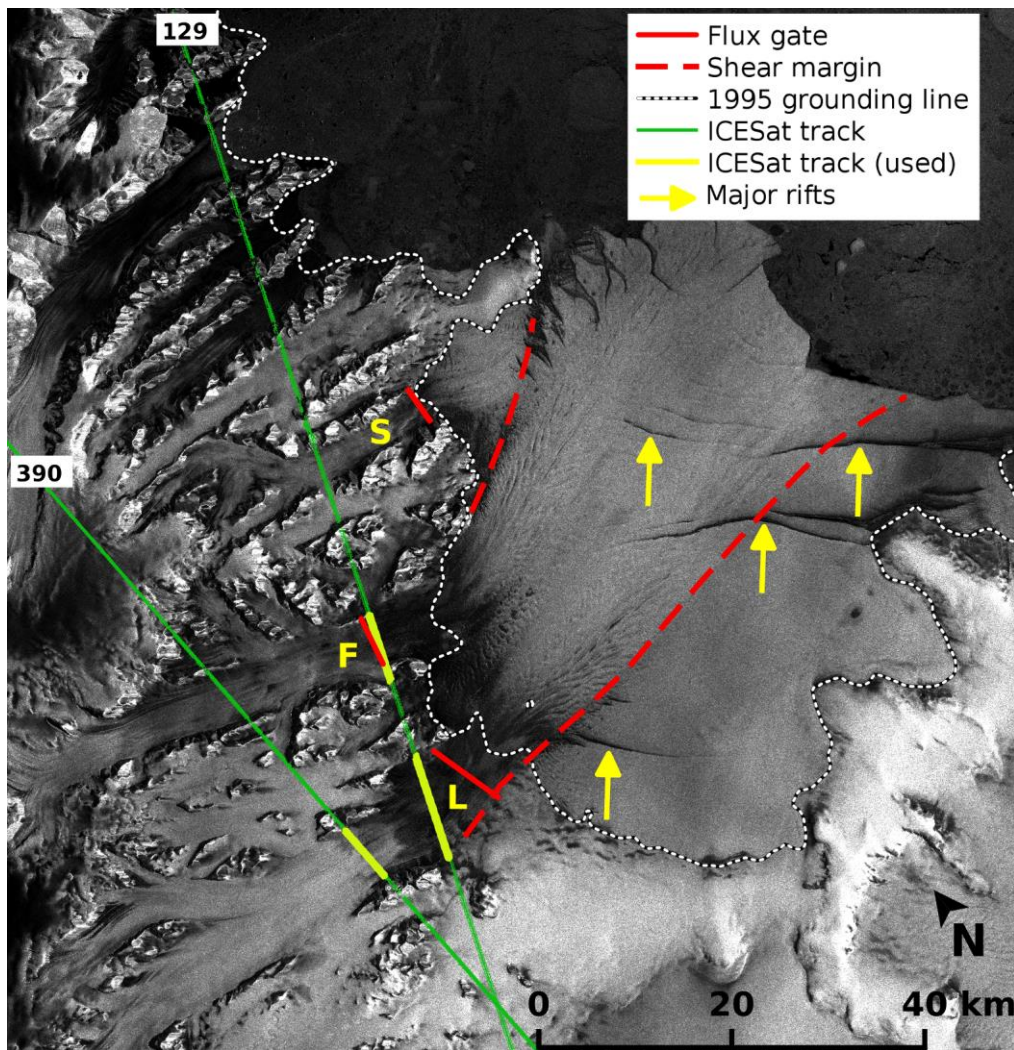 129
Flux gate
Shear margin
1995 grounding line
ICESat track
ICESat track (used)
Major rifts
S
390
F
L
N
0 20 40 km